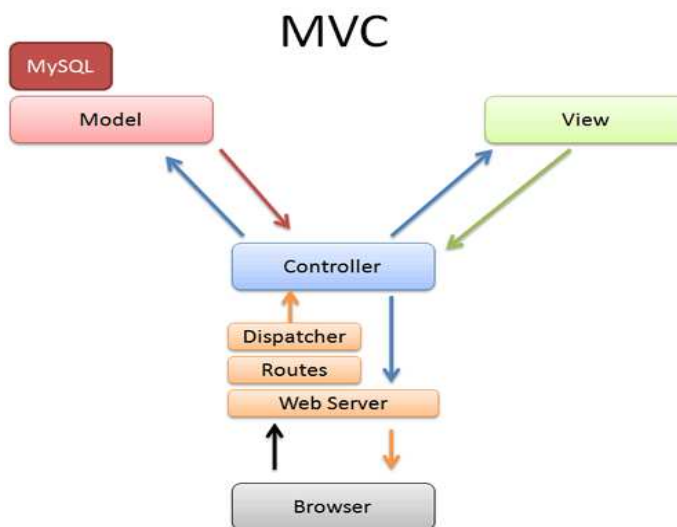 MVC
MySQL
Model
View
Controller
Dispatcher
Routes
Web Server
Browser